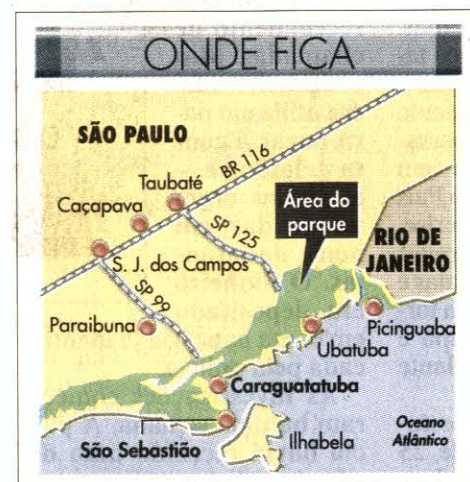 ONDE FICA
SÃO PAULO
BR 116
Taubaté
Caçapava
SP 125
Área do
parque
RIO DE
JANEIRO
S. J. dos Campos
SP 99
Paraibuna
Picinguaba
Ubatuba
Caraguatatuba
São Sebastião
Ilhabela
Oceano
Atlântico